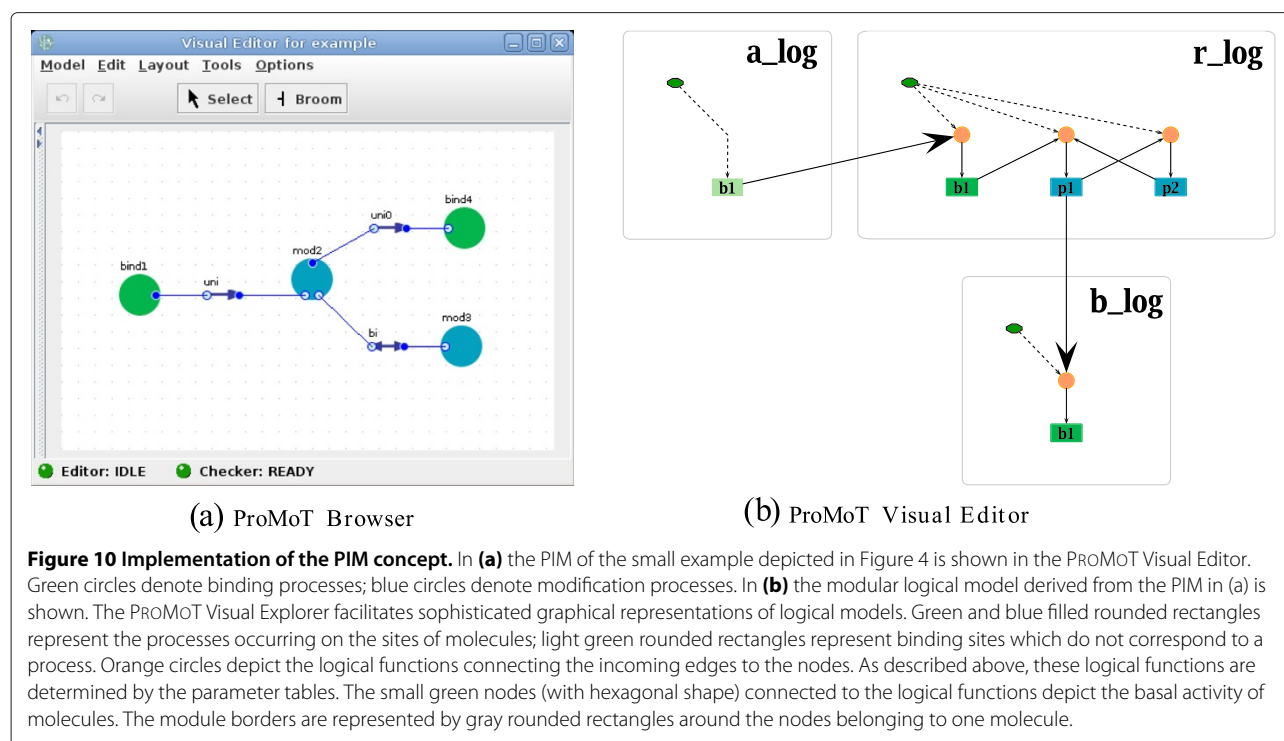 Visual Editor for example
Model Edit Layout Tools Options
Select Broom
bind4
uni0
mod2
bind1
uni
mod3
bi
Editor: IDLE Checker: READY
(a) ProMoT Browser
a_log
r_log
b1
b1
p1
p2
b_log
b1
(b) ProMoT Visual Editor
Figure 10 Implementation of the PIM concept. In (a) the PIM of the small example depicted in Figure 4 is shown in the PROMOT Visual Editor.
Green circles denote binding processes; blue circles denote modification processes. In (b) the modular logical model derived from the PIM in (a) is
shown. The PROMOT Visual Explorer facilitates sophisticated graphical representations of logical models. Green and blue filled rounded rectangles
represent the processes occurring on the sites of molecules; light green rounded rectangles represent binding sites which do not correspond to a
process. Orange circles depict the logical functions connecting the incoming edges to the nodes. As described above, these logical functions are
determined by the parameter tables. The small green nodes (with hexagonal shape) connected to the logical functions depict the basal activity of
molecules. The module borders are represented by gray rounded rectangles around the nodes belonging to one molecule.